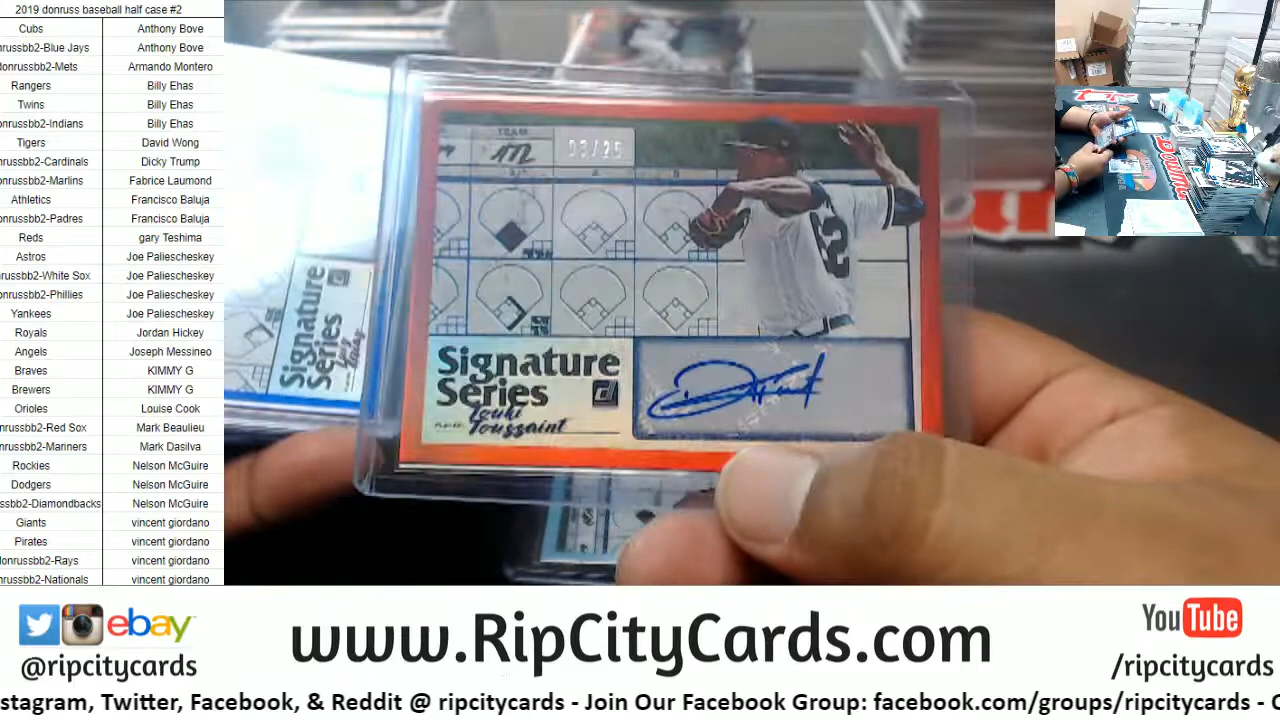 2019 donruss baseball half case #2
Cubs Anthony Bove
nrussbb2-Blue Jays Anthony Bove
donrussbb2-Mets Armando Montero
Rangers Billy Ehas
Twins Billy Ehas
onrussbb2-Indians Billy Ehas
Tigers David Wong
nrussbb2-Cardinals Dicky Trump
onrussbb2-Marlins Fabrice Laumond
Athletics Francisco Baluja
onrussbb2-Padres Francisco Baluja
Reds gary Teshima
Astros Joe Paliescheskey
russbb2-White Sox Joe Paliescheskey
onrussbb2-Phillies Joe Paliescheskey
Yankees Joe Paliescheskey
Royals Jordan Hickey
Angels Joseph Messineo
Braves KIMMY G
Brewers KIMMY G
Orioles Louise Cook
nrussbb2-Red Sox Mark Beaulieu
nrussbb2-Mariners Mark Dasilva
Rockies Nelson McGuire
Dodgers Nelson McGuire
ssbb2-Diamondbacks Nelson McGuire
Giants vincent giordano
Pirates vincent giordano
donrussbb2-Rays vincent giordano
nrussbb2-Nationals vincent giordano
TEAM
m
03/25
62
Signature
Series
Touki
Toussaint
Signature
Series
ebay
@ripcitycards
www.RipCityCards.com
YouTube
/ripcitycards
stagram, Twitter, Facebook, & Reddit @ ripcitycards - Join Our Facebook Group: facebook.com/groups/ripcitycards - C